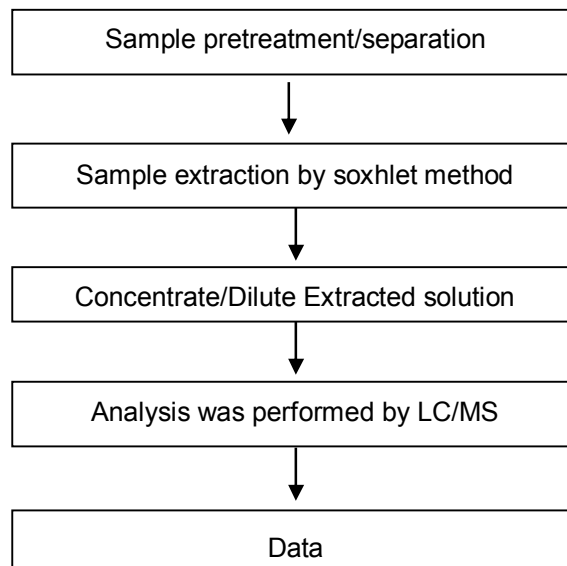 Sample pretreatment/separation
Sample extraction by soxhlet method
Concentrate/Dilute Extracted solution
Analysis was performed by LC/MS
Data